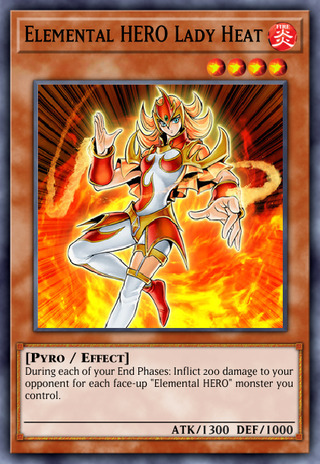 Elemental HERO Lady Heat
FIRE
炎
[Pyro / Effect]
During each of your End Phases: Inflict 200 damage to your
opponent for each face-up "Elemental HERO" monster you
control.
ATK/1300 DEF/1000